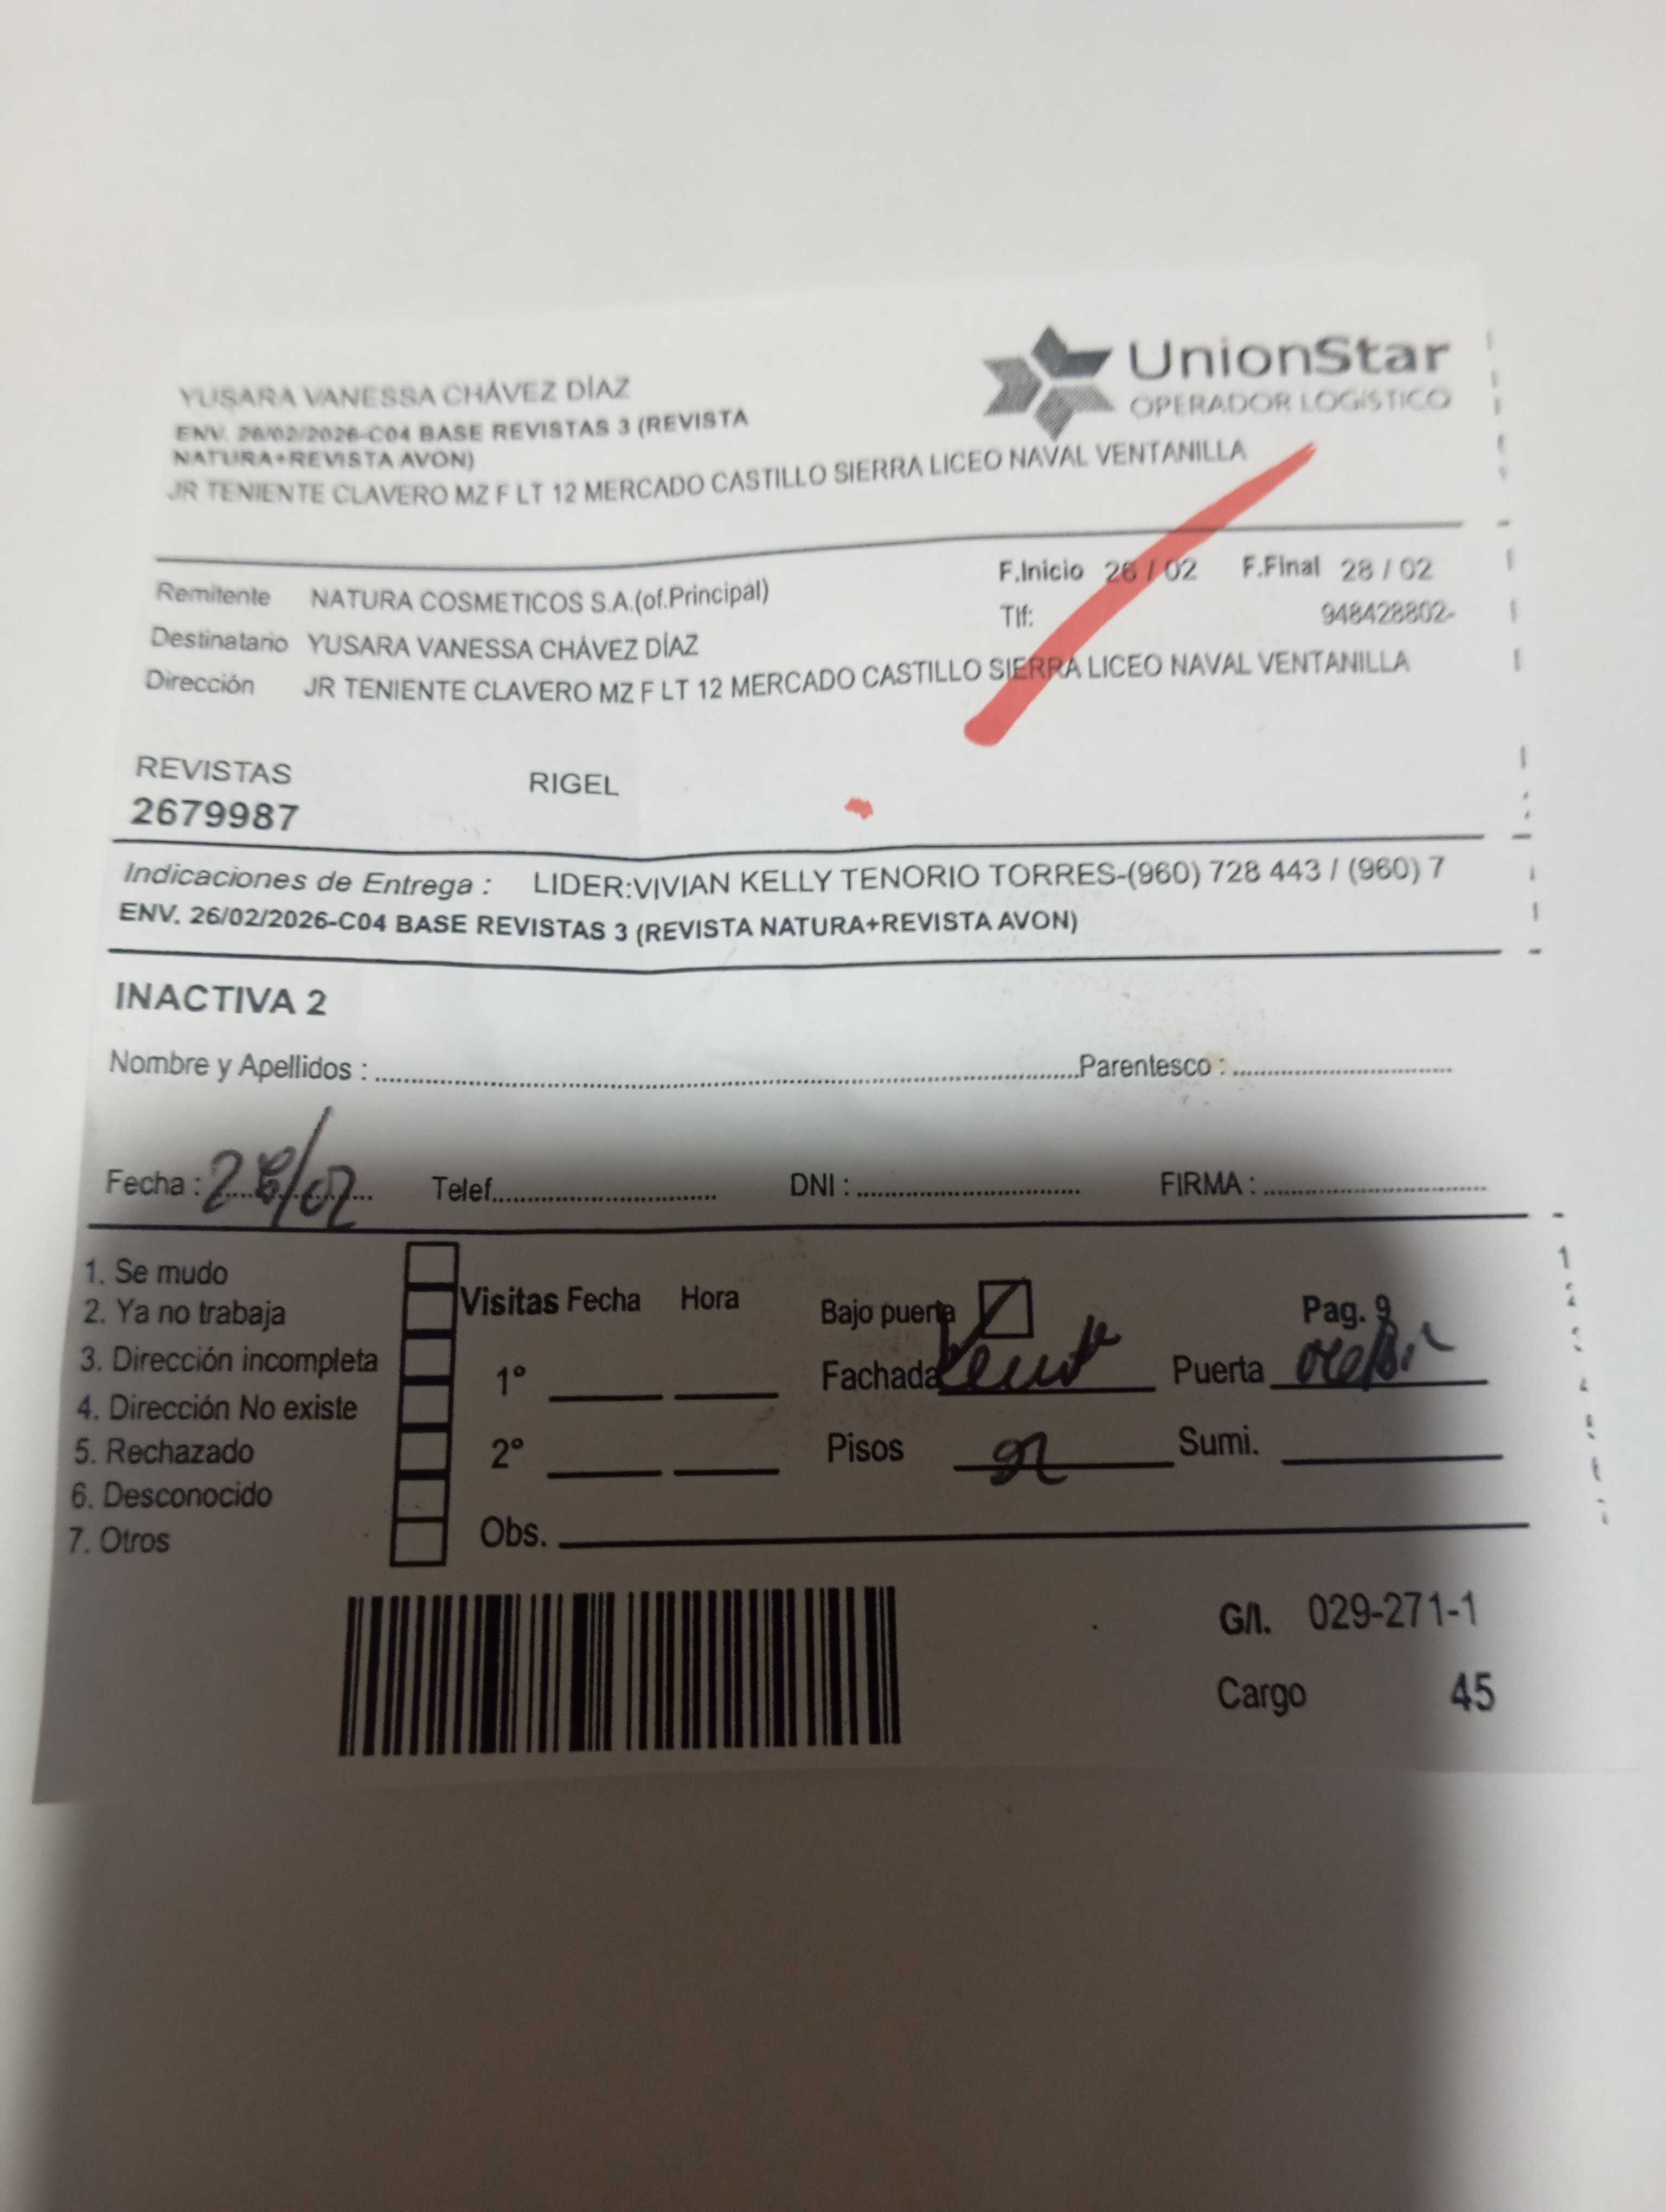 UnionStar
OPERADOR LOGÍSTICO
YUSARA VANESSA CHÁVEZ DÍAZ
ENV. 26/02/2026-C04 BASE REVISTAS 3 (REVISTA
NATURA+REVISTA AVON)
JR TENIENTE CLAVERO MZ F LT 12 MERCADO CASTILLO SIERRA LICEO NAVAL VENTANILLA
Remitente NATURA COSMETICOS S.A.(of.Principal) F.Inicio 26 / 02 F.Final 28 / 02
Tlf: 948428802-
Destinatario YUSARA VANESSA CHÁVEZ DÍAZ
Dirección JR TENIENTE CLAVERO MZ F LT 12 MERCADO CASTILLO SIERRA LICEO NAVAL VENTANILLA
REVISTAS RIGEL
2679987
Indicaciones de Entrega : LIDER:VIVIAN KELLY TENORIO TORRES-(960) 728 443 / (960) 7
ENV. 26/02/2026-C04 BASE REVISTAS 3 (REVISTA NATURA+REVISTA AVON)
INACTIVA 2
Nombre y Apellidos : Parentesco :
Fecha : Telef. DNI : FIRMA :
1. Se mudo
2. Ya no trabaja
3. Dirección incompleta
4. Dirección No existe
5. Rechazado
6. Desconocido
7. Otros
Visitas Fecha Hora
1°
2°
Obs.
Bajo puerta Pag. 9
Fachada Puerta
Pisos Sumi.
G/I. 029-271-1
Cargo 45